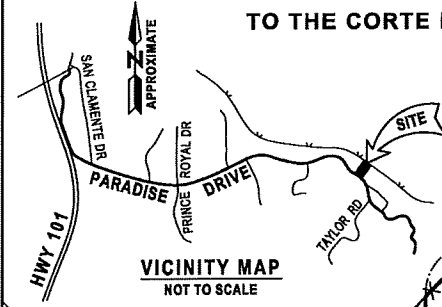 TO THE CORTE
N
APPROXIMATE
SAN CLAMENTE DR
SITE
PARADISE DRIVE
PRINCE ROYAL DR
TAYLOR RD
HWY 101
VICINITY MAP
NOT TO SCALE